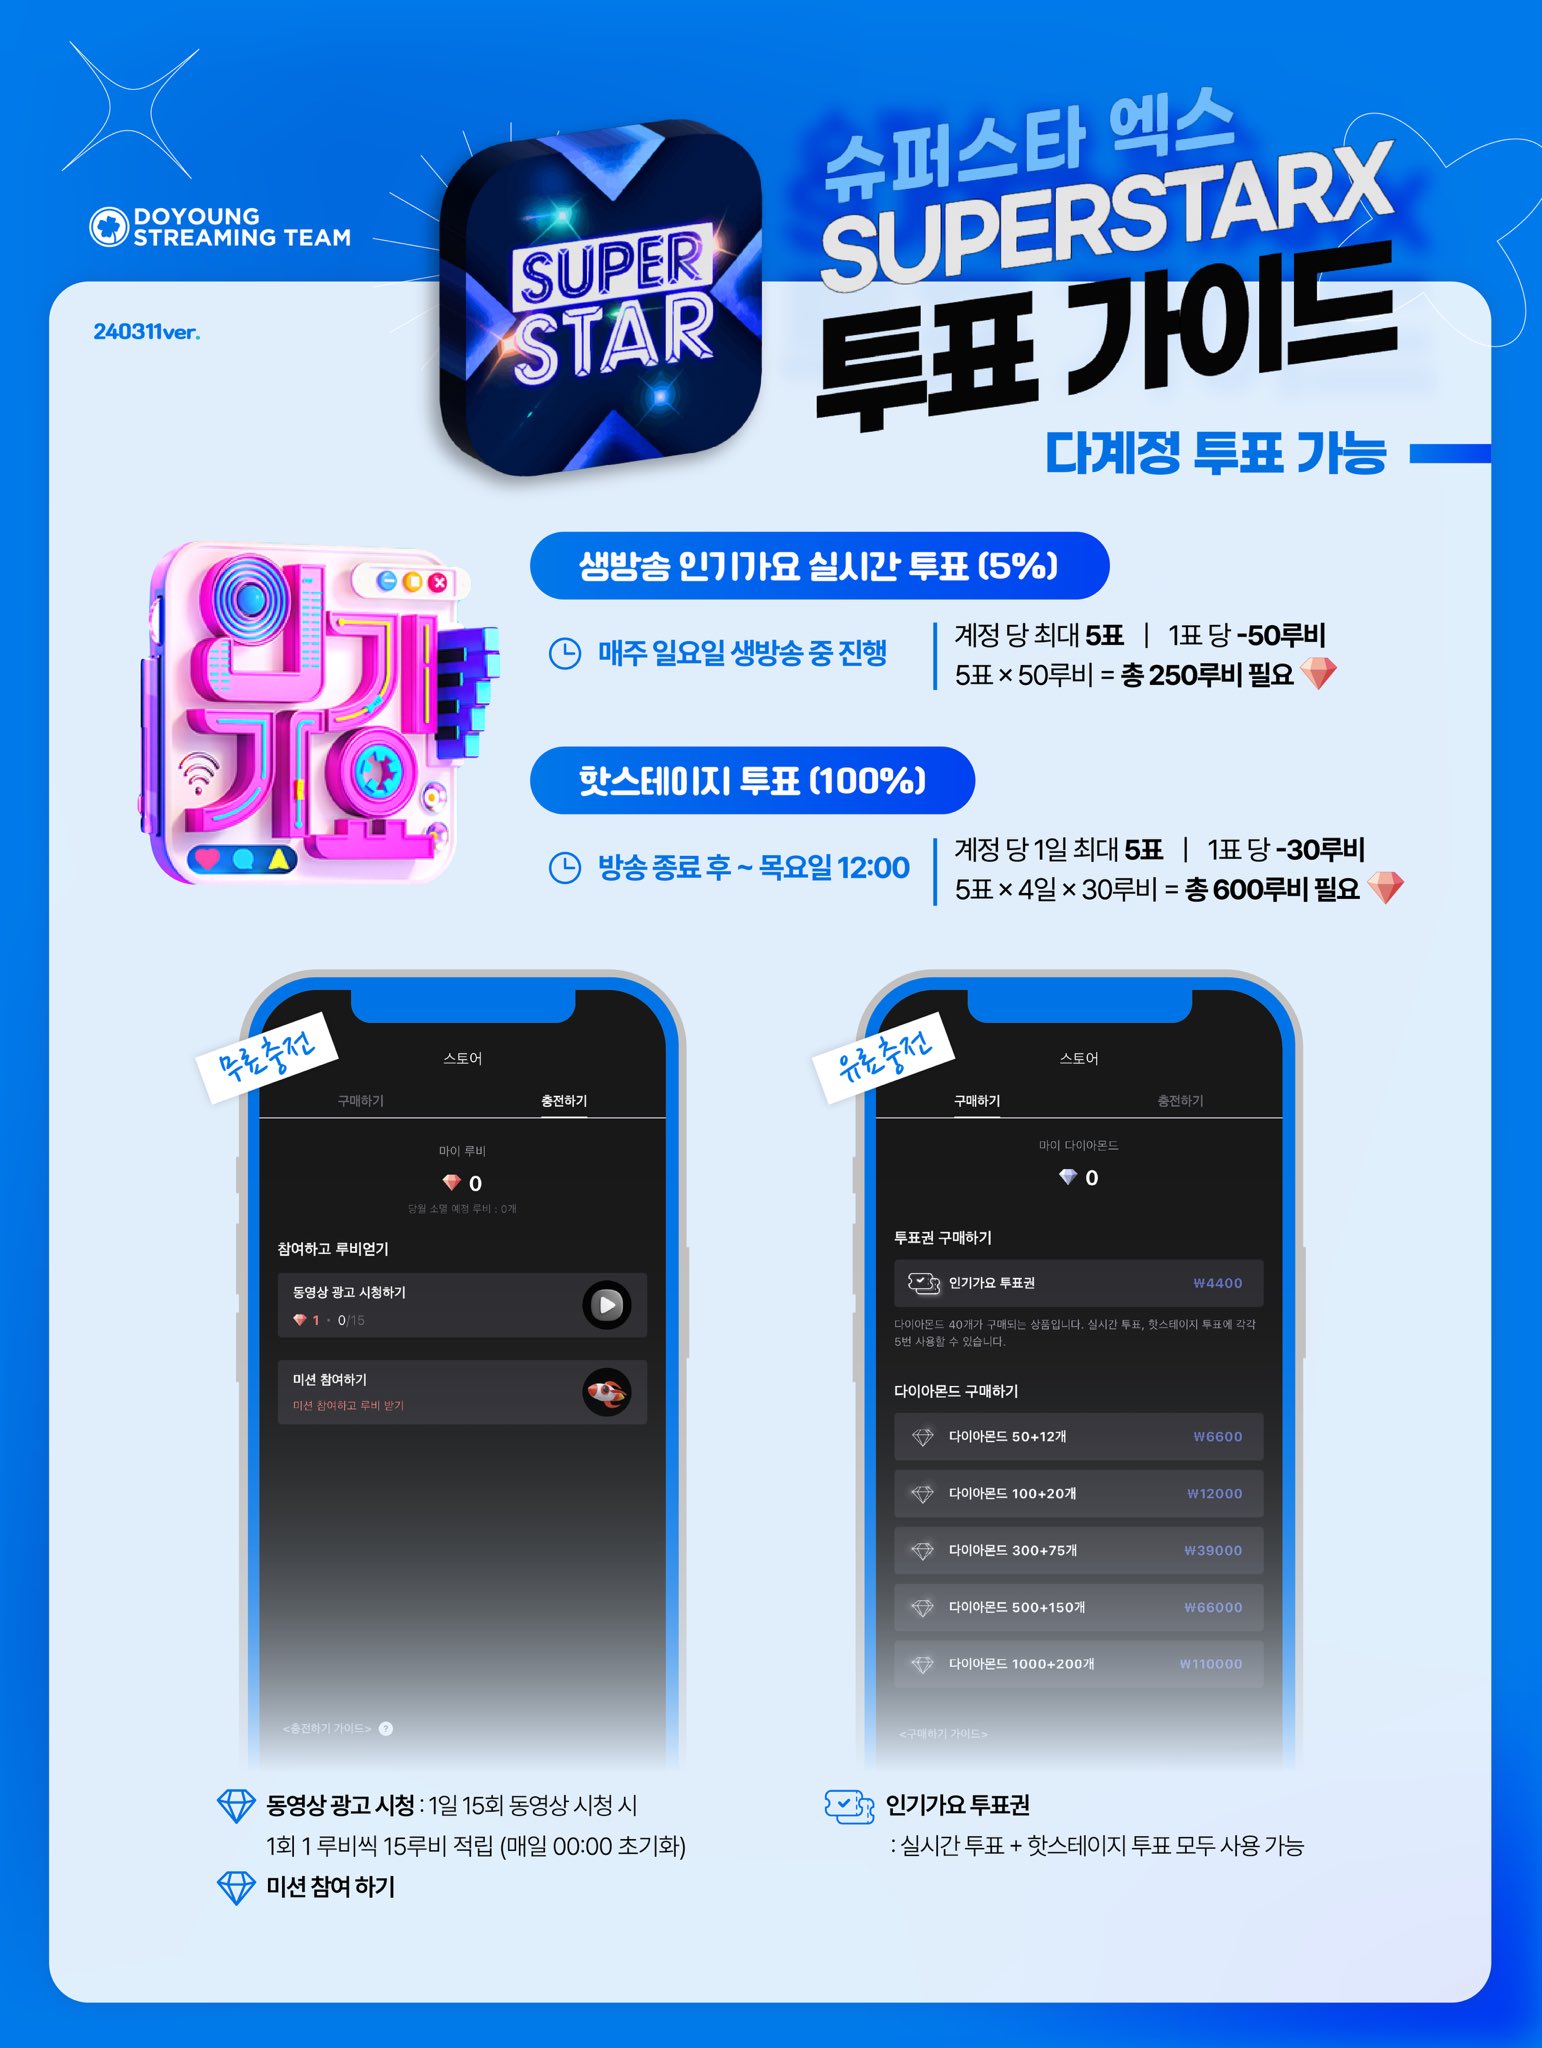 슈퍼스타 엑스
SUPERSTARX
투표 가이드
다계정 투표 가능
DOYOUNG
STREAMING TEAM
240311ver.
SUPER
STAR
인기가요
생방송 인기가요 실시간 투표 (5%)
매주 일요일 생방송 중 진행
계정 당 최대 5표 | 1표 당 -50루비
5표 × 50루비 = 총 250루비 필요
핫스테이지 투표 (100%)
방송 종료 후 ~ 목요일 12:00
계정 당 1일 최대 5표 | 1표 당 -30루비
5표 × 4일 × 30루비 = 총 600루비 필요
무료충전
스토어
구매하기 충전하기
마이 루비
0
당월 소멸 예정 루비 : 0개
참여하고 루비얻기
동영상 광고 시청하기
1 · 0/15
미션 참여하기
미션 참여하고 루비 받기
<충전하기 가이드> ?
유료충전
스토어
구매하기 충전하기
마이 다이아몬드
0
투표권 구매하기
인기가요 투표권 ₩4400
다이아몬드 40개가 구매되는 상품입니다. 실시간 투표, 핫스테이지 투표에 각각
5번 사용할 수 있습니다.
다이아몬드 구매하기
다이아몬드 50+12개 ₩6600
다이아몬드 100+20개 ₩12000
다이아몬드 300+75개 ₩39000
다이아몬드 500+150개 ₩66000
다이아몬드 1000+200개 ₩110000
<구매하기 가이드>
동영상 광고 시청 : 1일 15회 동영상 시청 시
1회 1 루비씩 15루비 적립 (매일 00:00 초기화)
미션 참여 하기
인기가요 투표권
: 실시간 투표 + 핫스테이지 투표 모두 사용 가능